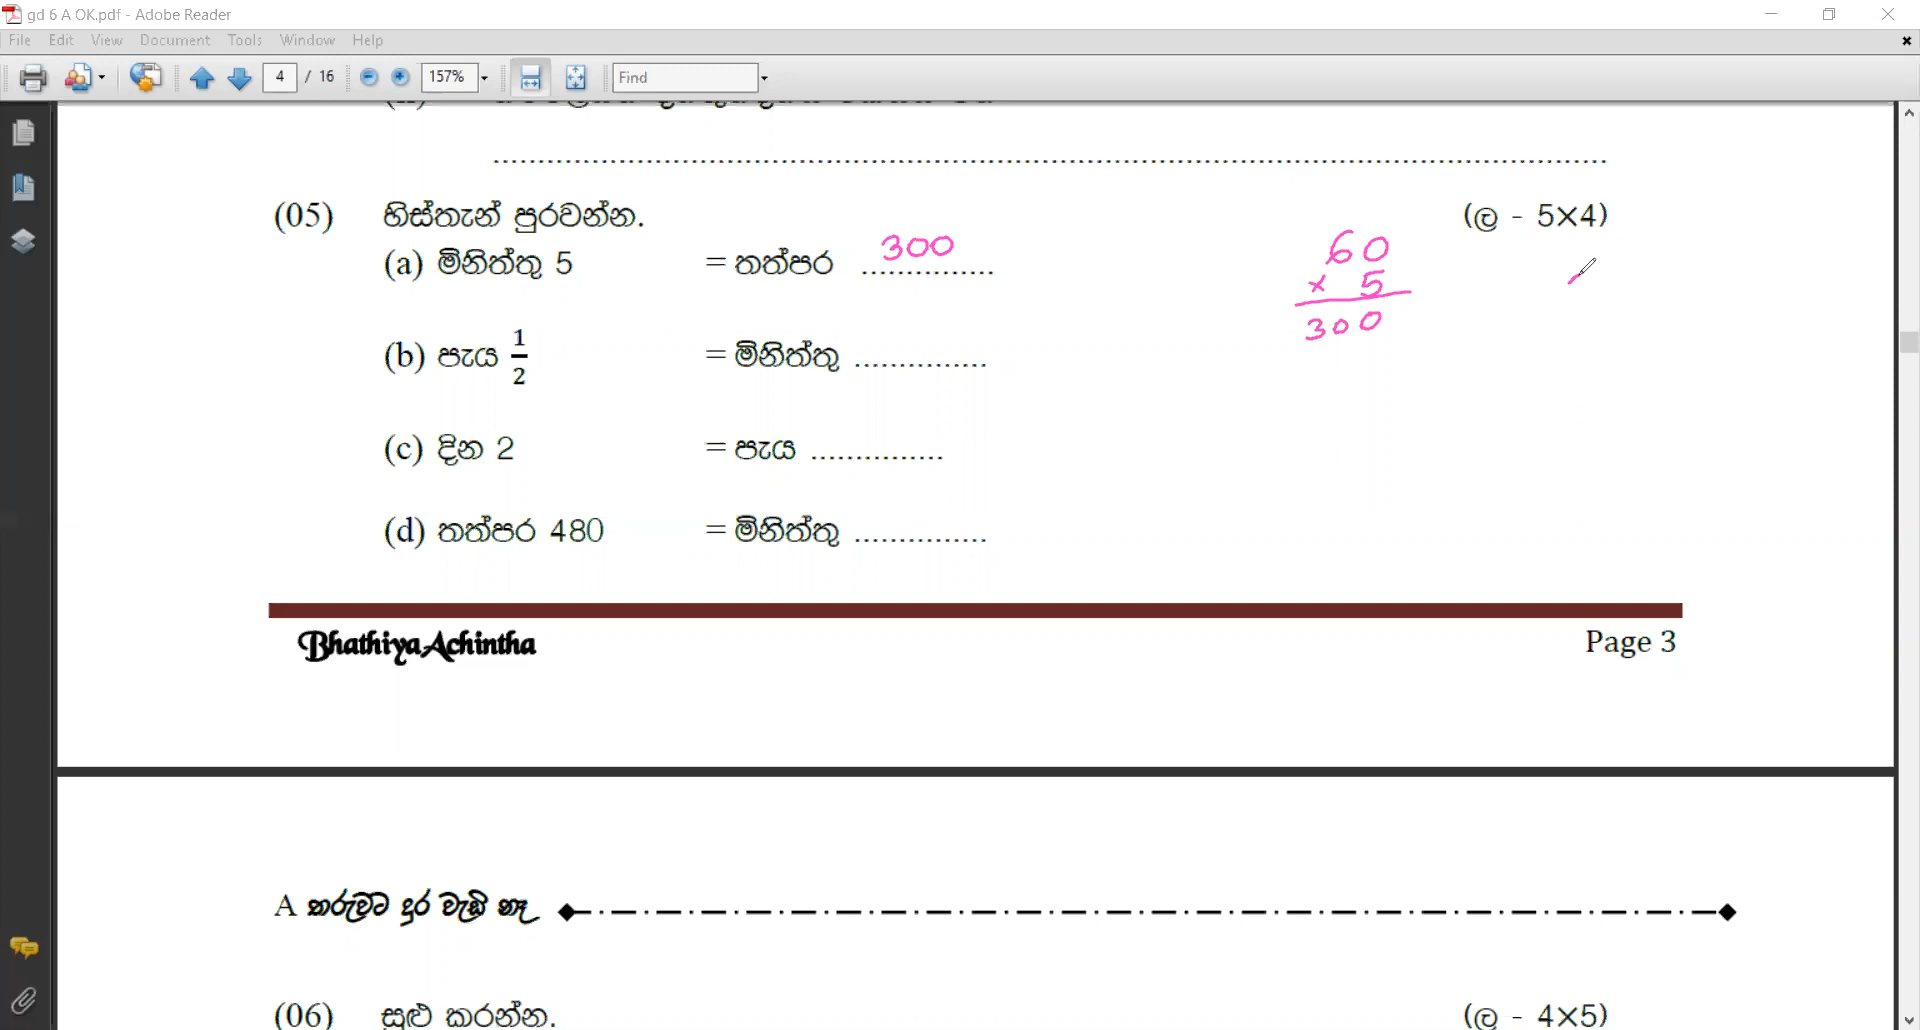 gd 6 A OK.pdf - Adobe Reader
File Edit View Document Tools Window Help
4 / 16 157% Find
(05) හිස්තැන් පුරවන්න. (ල - 5×4)
(a) මිනිත්තු 5 = තත්පර 300 ...............
60
× 5
300
(b) පැය 1/2 = මිනිත්තු ...............
(c) දින 2 = පැය ...............
(d) තත්පර 480 = මිනිත්තු ...............
Bhathiya Achintha Page 3
A තරුවට දුර වැඩි නෑ
(06) සුළු කරන්න. (ල - 4×5)